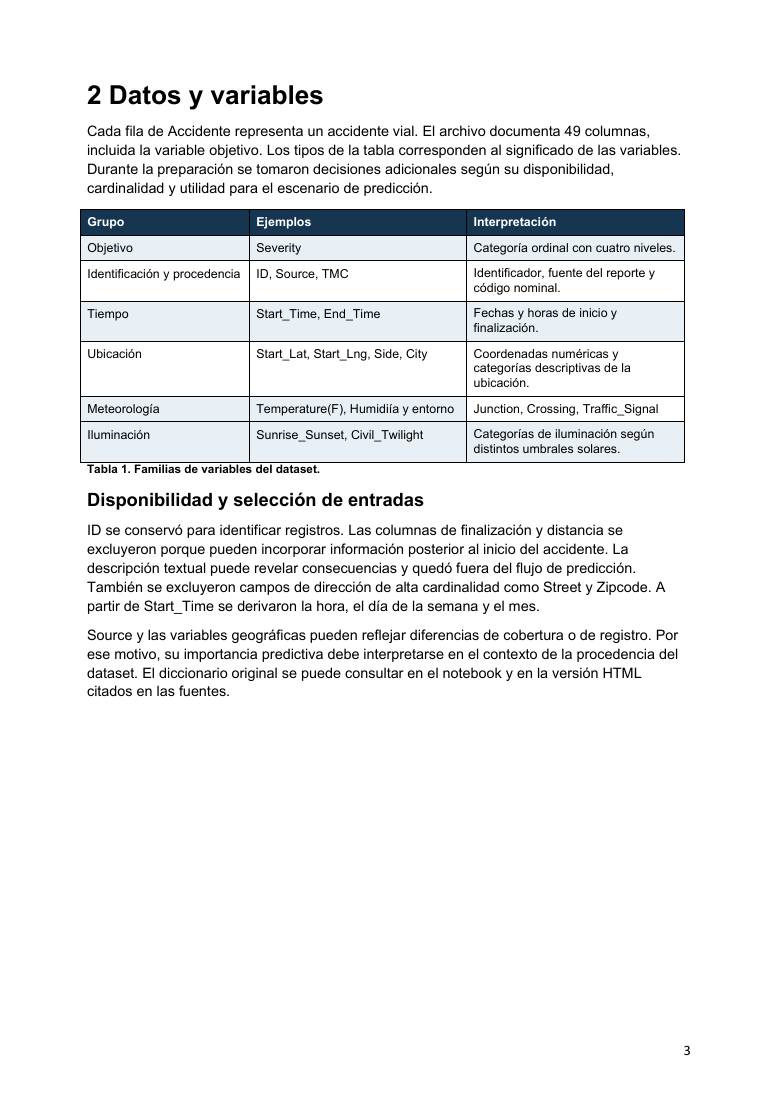 2 Datos y variables
Cada fila de Accidente representa un accidente vial. El archivo documenta 49 columnas,
incluida la variable objetivo. Los tipos de la tabla corresponden al significado de las variables.
Durante la preparación se tomaron decisiones adicionales según su disponibilidad,
cardinalidad y utilidad para el escenario de predicción.
Grupo Ejemplos Interpretación
Objetivo Severity Categoría ordinal con cuatro niveles.
Identificación y procedencia ID, Source, TMC Identificador, fuente del reporte y
código nominal.
Tiempo Start_Time, End_Time Fechas y horas de inicio y
finalización.
Ubicación Start_Lat, Start_Lng, Side, City Coordenadas numéricas y
categorías descriptivas de la
ubicación.
Meteorología Temperature(F), Humidiía y entorno Junction, Crossing, Traffic_Signal
Iluminación Sunrise_Sunset, Civil_Twilight Categorías de iluminación según
distintos umbrales solares.
Tabla 1. Familias de variables del dataset.
Disponibilidad y selección de entradas
ID se conservó para identificar registros. Las columnas de finalización y distancia se
excluyeron porque pueden incorporar información posterior al inicio del accidente. La
descripción textual puede revelar consecuencias y quedó fuera del flujo de predicción.
También se excluyeron campos de dirección de alta cardinalidad como Street y Zipcode. A
partir de Start_Time se derivaron la hora, el día de la semana y el mes.
Source y las variables geográficas pueden reflejar diferencias de cobertura o de registro. Por
ese motivo, su importancia predictiva debe interpretarse en el contexto de la procedencia del
dataset. El diccionario original se puede consultar en el notebook y en la versión HTML
citados en las fuentes.
3